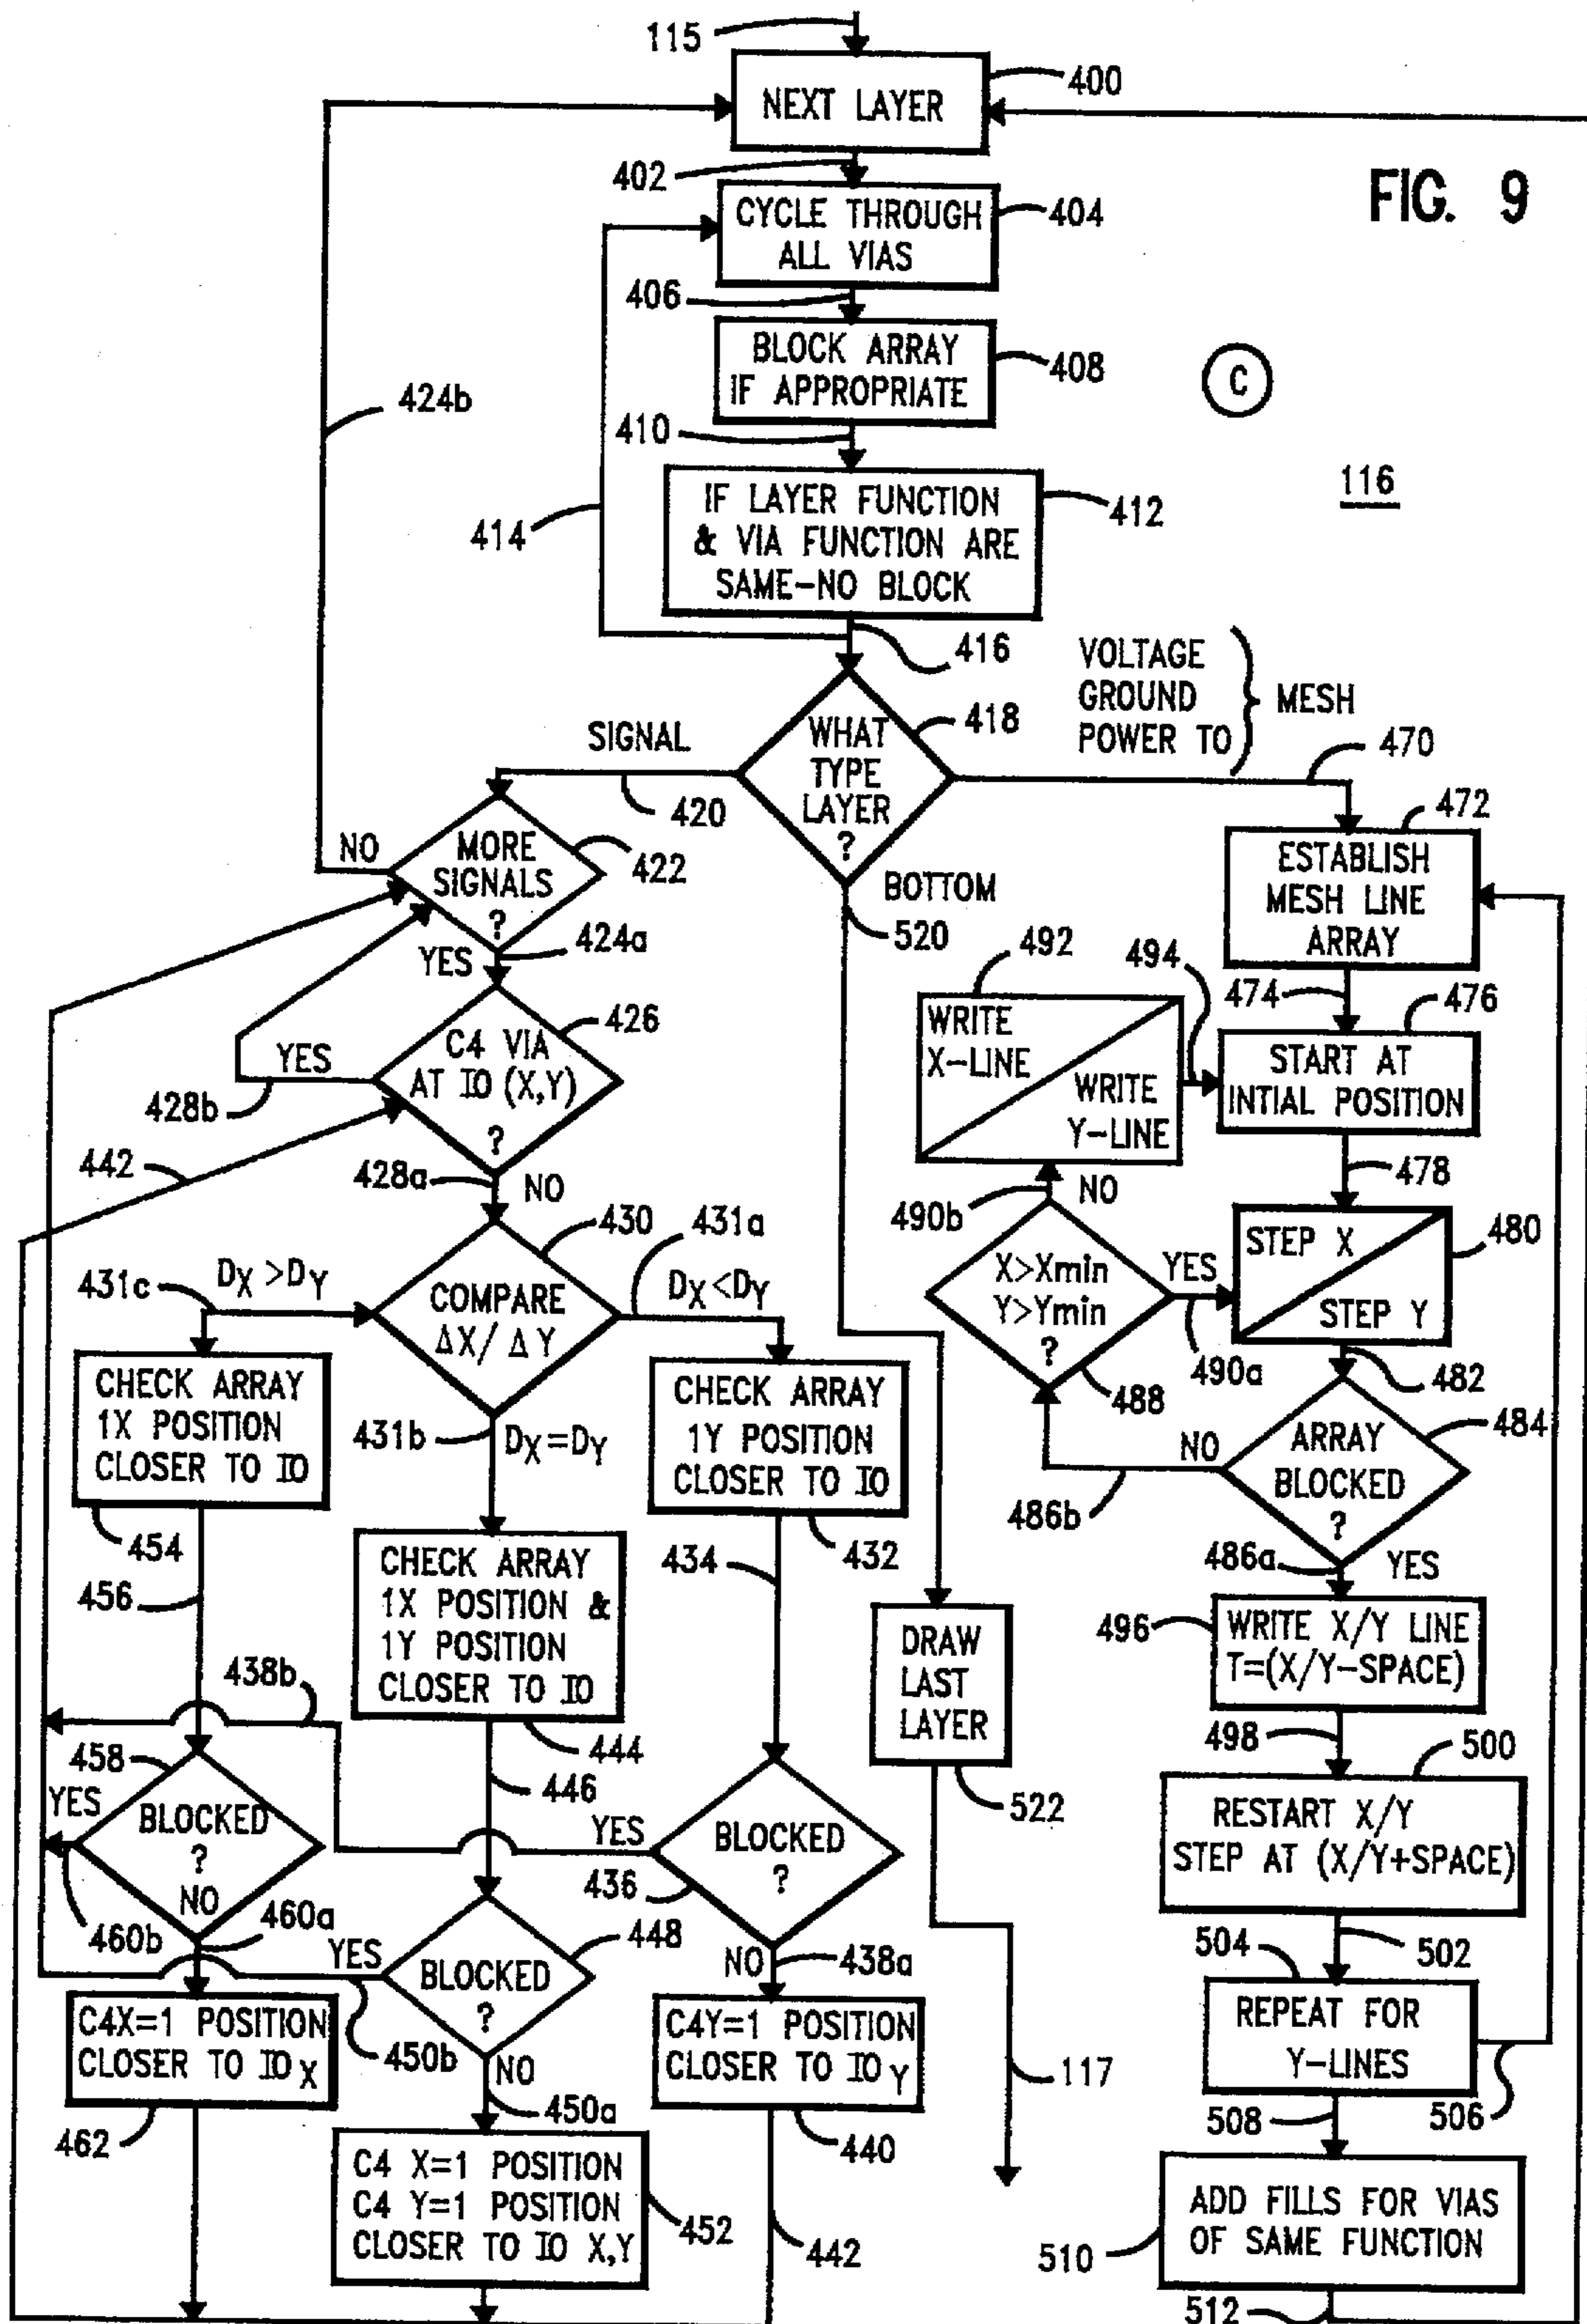 115
400
NEXT LAYER
402
FIG. 9
CYCLE THROUGH
ALL VIAS
404
406
BLOCK ARRAY
IF APPROPRIATE
408
C
424b
410
116
IF LAYER FUNCTION
& VIA FUNCTION ARE
SAME-NO BLOCK
412
414
416
VOLTAGE
GROUND
POWER TO
MESH
SIGNAL
WHAT
TYPE
LAYER
?
418
470
420
472
NO
MORE
SIGNALS
?
422
BOTTOM
520
ESTABLISH
MESH LINE
ARRAY
YES
424a
492
494
474
476
C4 VIA
AT IO (X,Y)
?
426
YES
428b
WRITE
X-LINE
WRITE
Y-LINE
START AT
INTIAL POSITION
442
428a
NO
490b
NO
478
430
431a
431c
DX >DY
DX <DY
COMPARE
ΔX/ ΔY
X>Xmin
Y>Ymin
?
YES
STEP X
STEP Y
480
488
490a
482
CHECK ARRAY
1X POSITION
CLOSER TO IO
431b
DX =DY
CHECK ARRAY
1Y POSITION
CLOSER TO IO
NO
ARRAY
BLOCKED
?
484
486b
454
432
434
486a
YES
456
CHECK ARRAY
1X POSITION &
1Y POSITION
CLOSER TO IO
DRAW
LAST
LAYER
496
WRITE X/Y LINE
T=(X/Y-SPACE)
438b
498
500
458
444
446
522
YES
BLOCKED
?
NO
YES
BLOCKED
?
436
RESTART X/Y
STEP AT (X/Y+SPACE)
460b
460a
YES
BLOCKED
?
448
NO
438a
504
502
C4X=1 POSITION
CLOSER TO IO X
450b
NO
C4Y=1 POSITION
CLOSER TO IO Y
117
REPEAT FOR
Y-LINES
450a
508
506
462
440
C4 X=1 POSITION
C4 Y=1 POSITION
CLOSER TO IO X,Y
452
442
510
ADD FILLS FOR VIAS
OF SAME FUNCTION
512